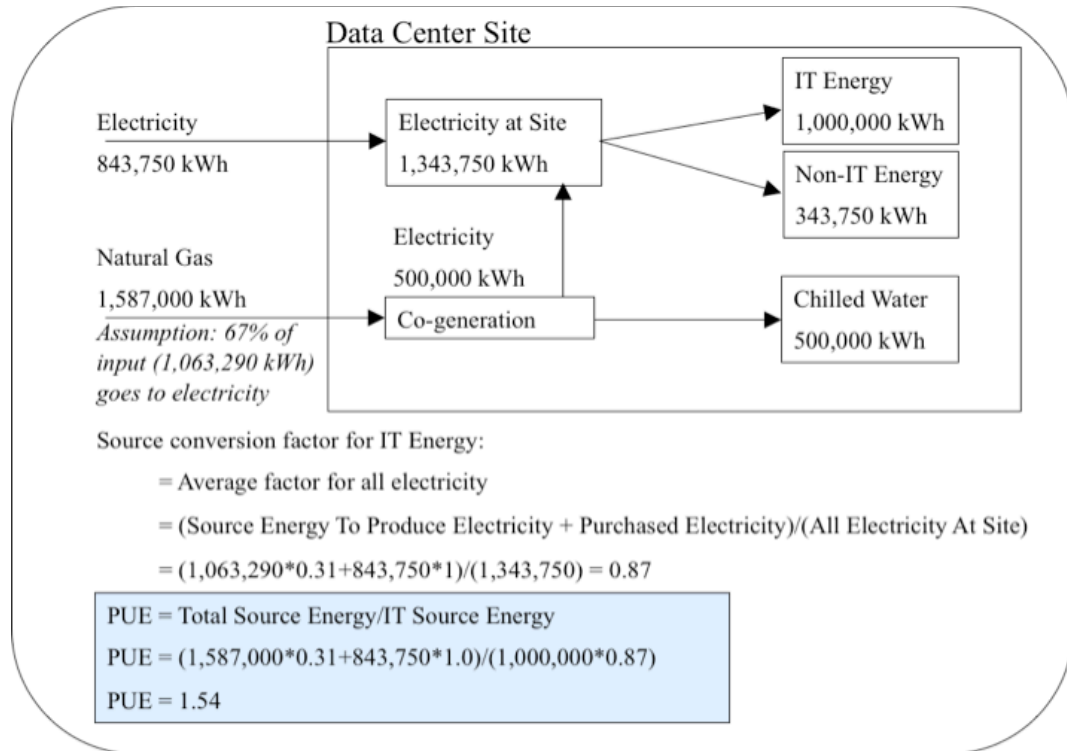 Data Center Site
Electricity
843,750 kWh
Electricity at Site
1,343,750 kWh
IT Energy
1,000,000 kWh
Non-IT Energy
343,750 kWh
Electricity
500,000 kWh
Natural Gas
1,587,000 kWh
Assumption: 67% of
input (1,063,290 kWh)
goes to electricity
Co-generation
Chilled Water
500,000 kWh
Source conversion factor for IT Energy:
= Average factor for all electricity
= (Source Energy To Produce Electricity + Purchased Electricity)/(All Electricity At Site)
= (1,063,290*0.31+843,750*1)/(1,343,750) = 0.87
PUE = Total Source Energy/IT Source Energy
PUE = (1,587,000*0.31+843,750*1.0)/(1,000,000*0.87)
PUE = 1.54